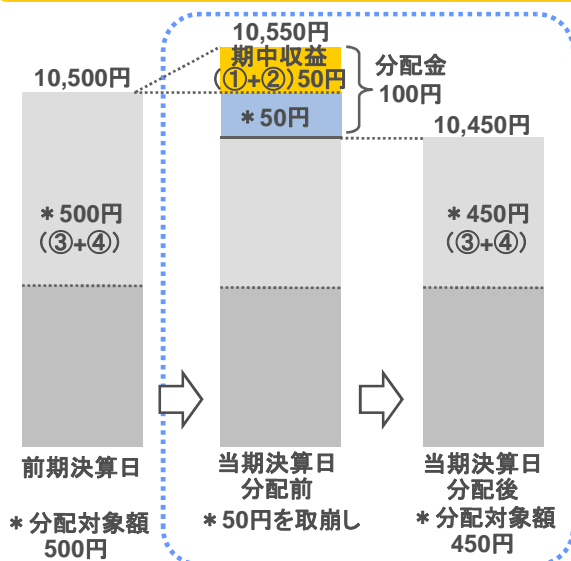 10,550円
期中収益
(①+②)50円
分配金
100円
10,500円
＊50円
10,450円
＊500円
(③+④)
＊450円
(③+④)
前期決算日
当期決算日
分配前
当期決算日
分配後
＊分配対象額
500円
＊50円を取崩し
＊分配対象額
450円